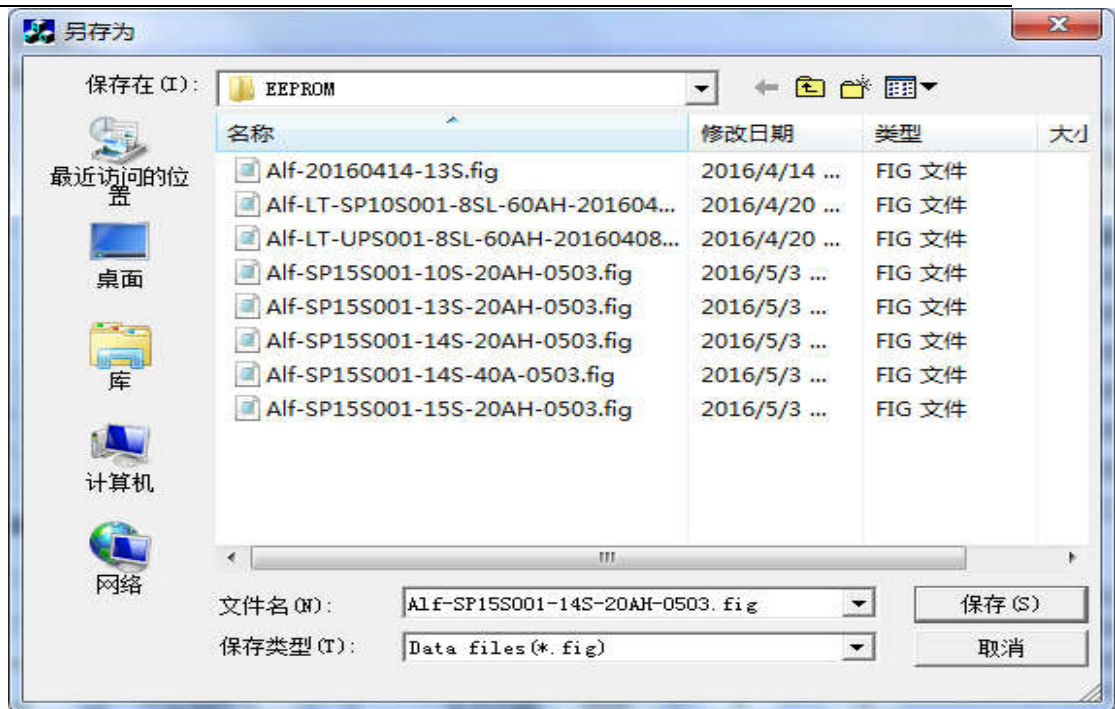 另存为
保存在(I):
EEPROM
名称 修改日期 类型 大小
Alf-20160414-13S.fig 2016/4/14 ... FIG 文件
Alf-LT-SP10S001-8SL-60AH-201604... 2016/4/20 ... FIG 文件
Alf-LT-UPS001-8SL-60AH-20160408... 2016/4/20 ... FIG 文件
Alf-SP15S001-10S-20AH-0503.fig 2016/5/3 ... FIG 文件
Alf-SP15S001-13S-20AH-0503.fig 2016/5/3 ... FIG 文件
Alf-SP15S001-14S-20AH-0503.fig 2016/5/3 ... FIG 文件
Alf-SP15S001-14S-40A-0503.fig 2016/5/3 ... FIG 文件
Alf-SP15S001-15S-20AH-0503.fig 2016/5/3 ... FIG 文件
最近访问的位
置
桌面
库
计算机
网络
文件名(N): Alf-SP15S001-14S-20AH-0503.fig 保存(S)
保存类型(T): Data files(*.fig) 取消